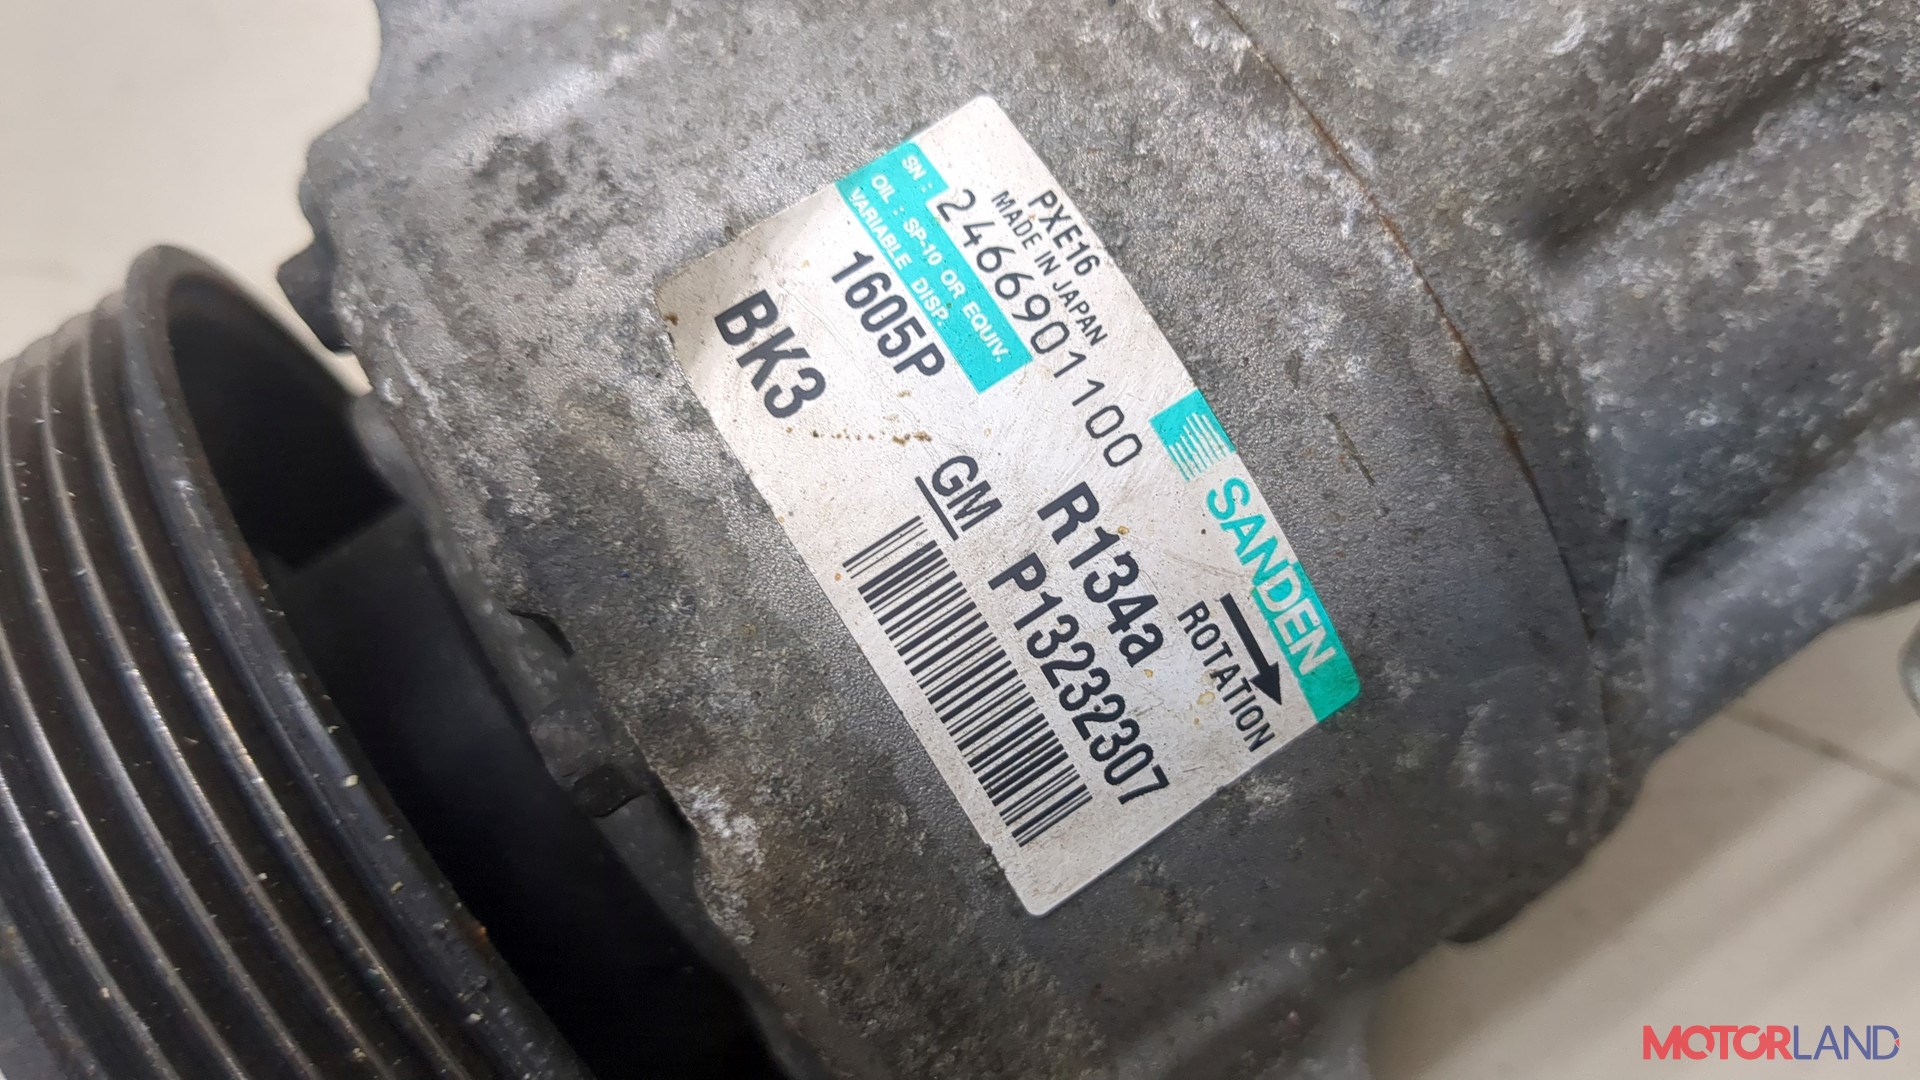 SANDEN
ROTATION
PXE16
MADE IN JAPAN
SN : 2466901100
R134a
OIL : SP-10 OR EQUIV.
VARIABLE DISP.
P13232307
1605P
GM
BK3
MOTORLAND